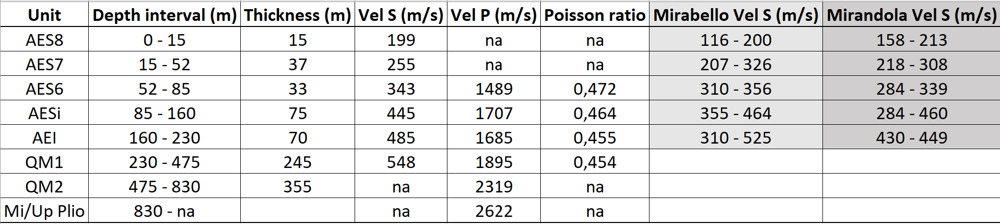 Unit Depth interval (m) Thickness (m) Vel S (m/s) Vel P (m/s) Poisson ratio Mirabello Vel S (m/s) Mirandola Vel S (m/s)
AES8 0 - 15 15 199 na na 116 - 200 158 - 213
AES7 15 - 52 37 255 na na 207 - 326 218 - 308
AES6 52 - 85 33 343 1489 0,472 310 - 356 284 - 339
AESi 85 - 160 75 445 1707 0,464 355 - 464 284 - 460
AEI 160 - 230 70 485 1685 0,455 310 - 525 430 - 449
QM1 230 - 475 245 548 1895 0,454
QM2 475 - 830 355 na 2319 na
Mi/Up Plio 830 - na na 2622 na